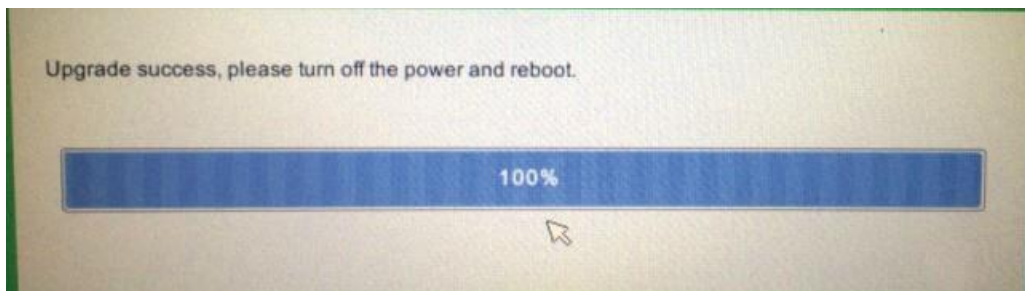 Upgrade success, please turn off the power and reboot.
100%